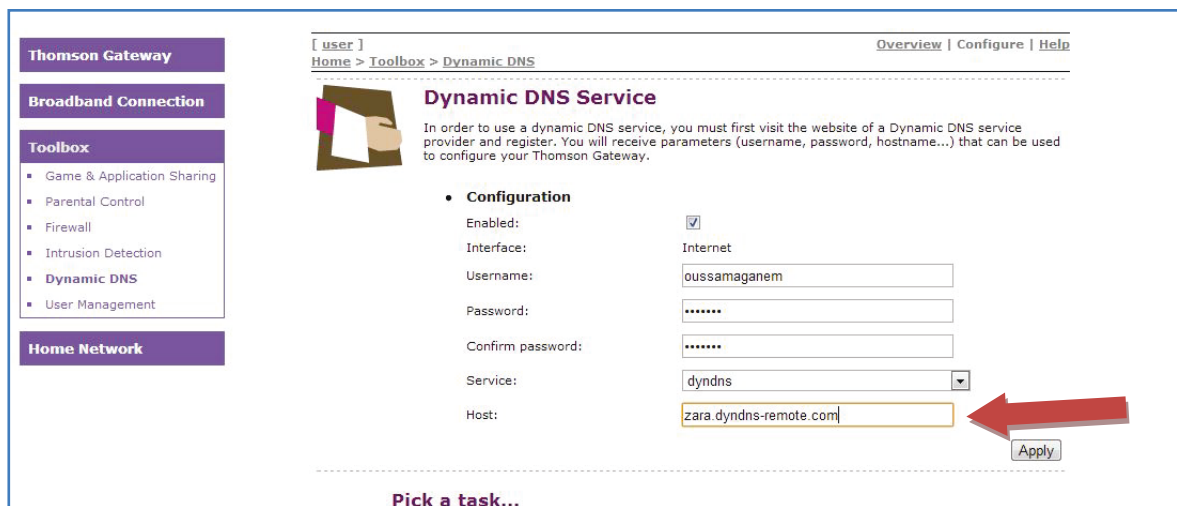 Thomson Gateway
Broadband Connection
Toolbox
Game & Application Sharing
Parental Control
Firewall
Intrusion Detection
Dynamic DNS
User Management
Home Network
[ user ]
Overview | Configure | Help
Home > Toolbox > Dynamic DNS
Dynamic DNS Service
In order to use a dynamic DNS service, you must first visit the website of a Dynamic DNS service
provider and register. You will receive parameters (username, password, hostname...) that can be used
to configure your Thomson Gateway.
Configuration
Enabled:
Interface: Internet
Username: oussamaganem
Password: •••••••
Confirm password: •••••••
Service: dyndns
Host: zara.dyndns-remote.com
Apply
Pick a task...